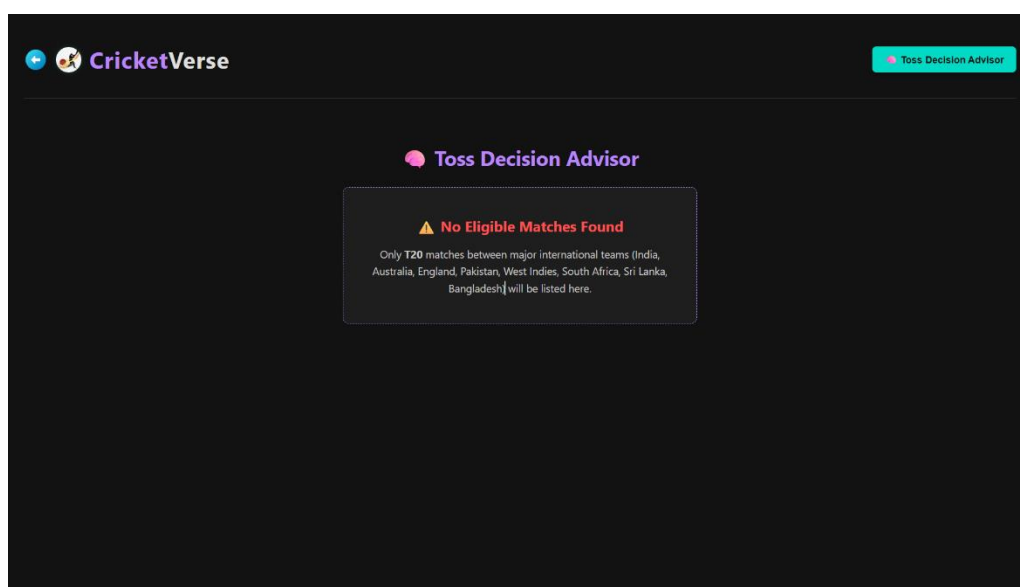 CricketVerse
Toss Decision Advisor
Toss Decision Advisor
No Eligible Matches Found
Only T20 matches between major international teams (India,
Australia, England, Pakistan, West Indies, South Africa, Sri Lanka,
Bangladesh) will be listed here.